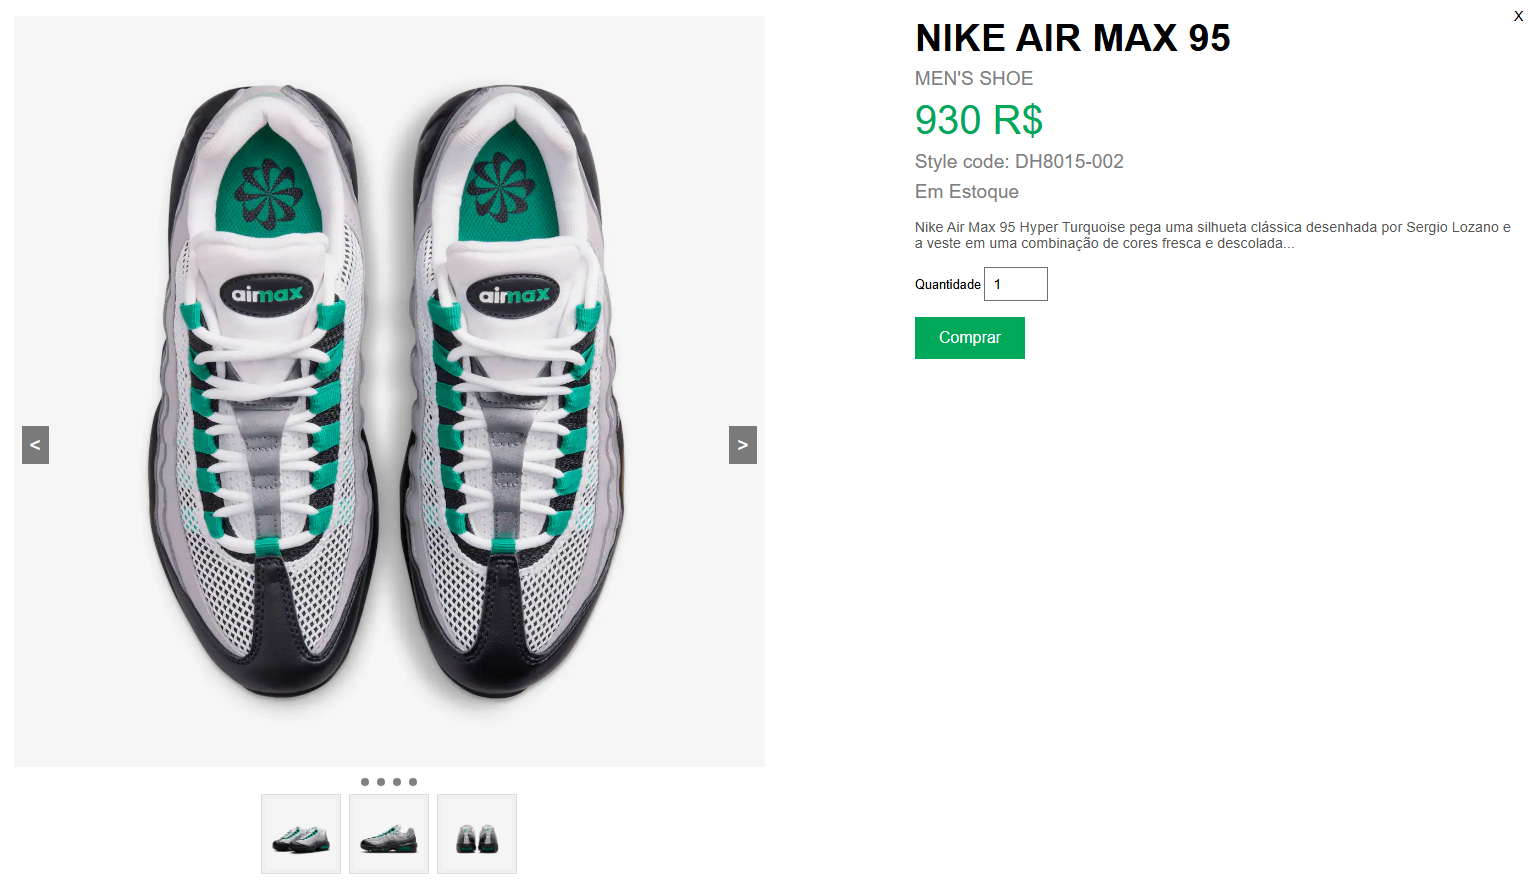 X
NIKE AIR MAX 95
MEN'S SHOE
930 R$
Style code: DH8015-002
Em Estoque
Nike Air Max 95 Hyper Turquoise pega uma silhueta clássica desenhada por Sergio Lozano e
a veste em uma combinação de cores fresca e descolada...
Quantidade 1
Comprar
airmax airmax
< >